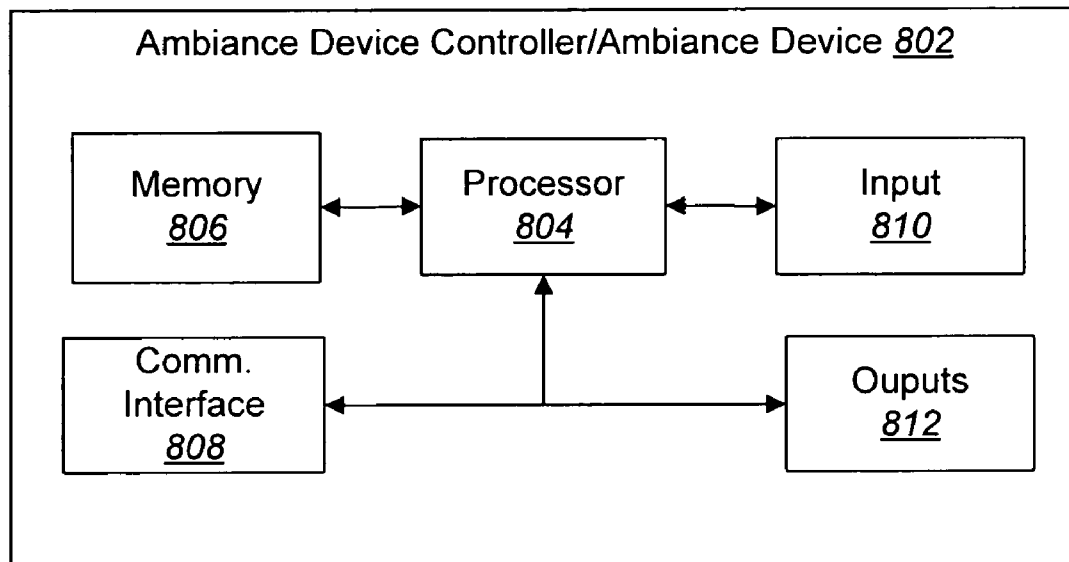 Ambiance Device Controller/Ambiance Device 802
Memory
806
Processor
804
Input
810
Comm.
Interface
808
Ouputs
812